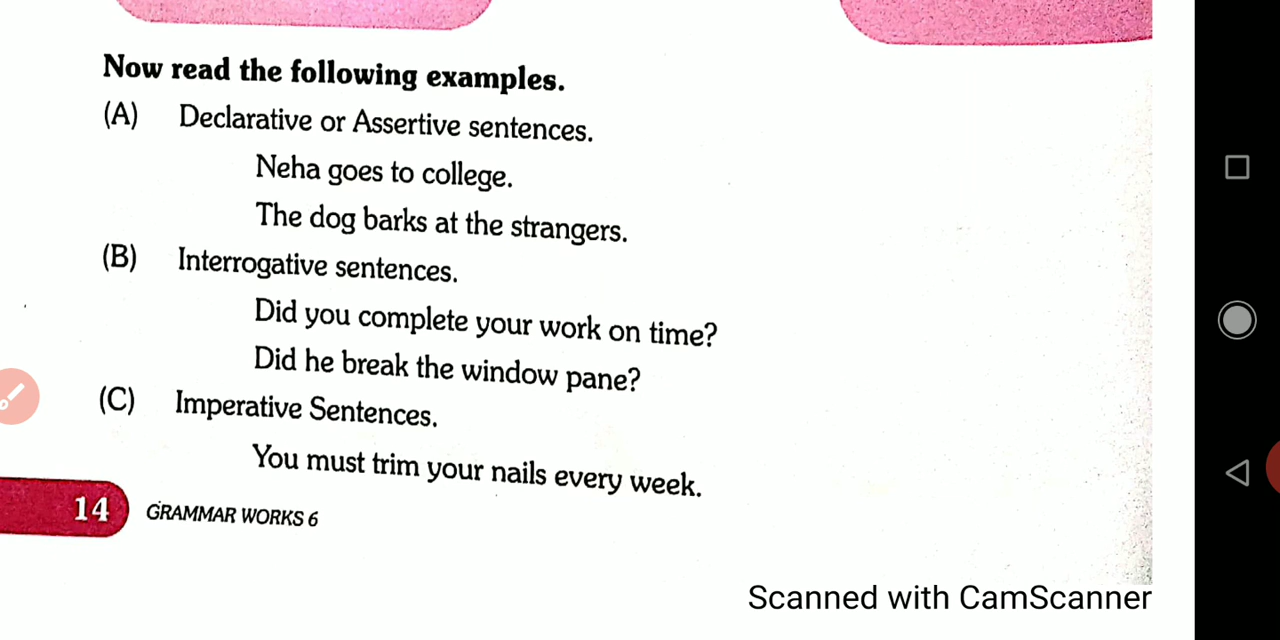 Now read the following examples.
(A) Declarative or Assertive sentences.
Neha goes to college.
The dog barks at the strangers.
(B) Interrogative sentences.
Did you complete your work on time?
Did he break the window pane?
(C) Imperative Sentences.
You must trim your nails every week.
14 GRAMMAR WORKS 6
Scanned with CamScanner